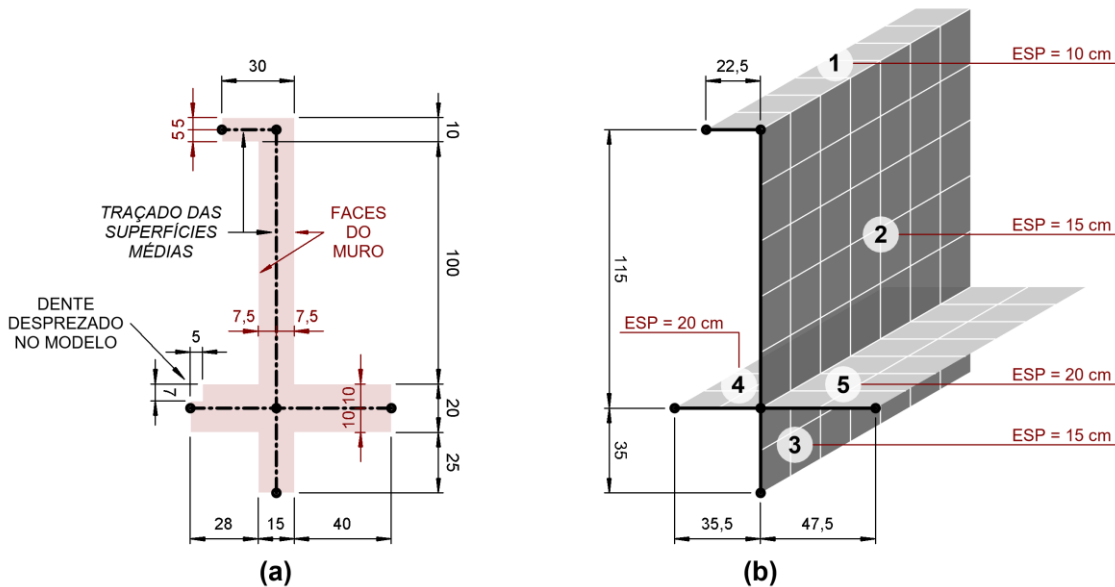 30
5 5
10
TRAÇADO DAS
SUPERFÍCIES
MÉDIAS
FACES
DO
MURO
100
DENTE
DESPREZADO
NO MODELO
5
7,5
7,5
7
10
10
20
25
28
15
40
(a)
22,5
1
ESP = 10 cm
115
2
ESP = 15 cm
ESP = 20 cm
4
5
ESP = 20 cm
35
3
ESP = 15 cm
35,5
47,5
(b)